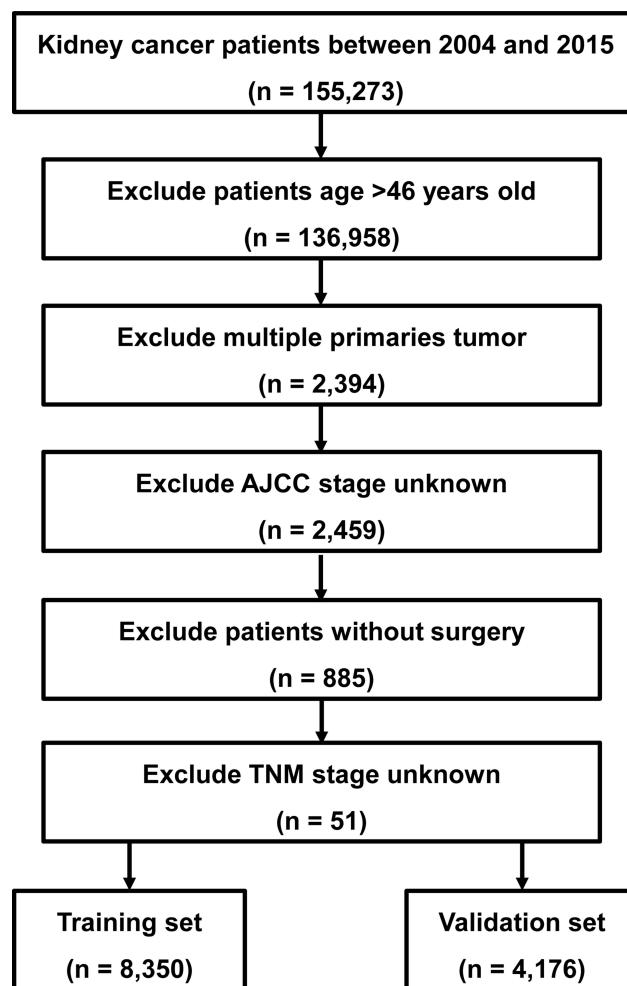 Kidney cancer patients between 2004 and 2015
(n = 155,273)
Exclude patients age >46 years old
(n = 136,958)
Exclude multiple primaries tumor
(n = 2,394)
Exclude AJCC stage unknown
(n = 2,459)
Exclude patients without surgery
(n = 885)
Exclude TNM stage unknown
(n = 51)
Training set
(n = 8,350)
Validation set
(n = 4,176)